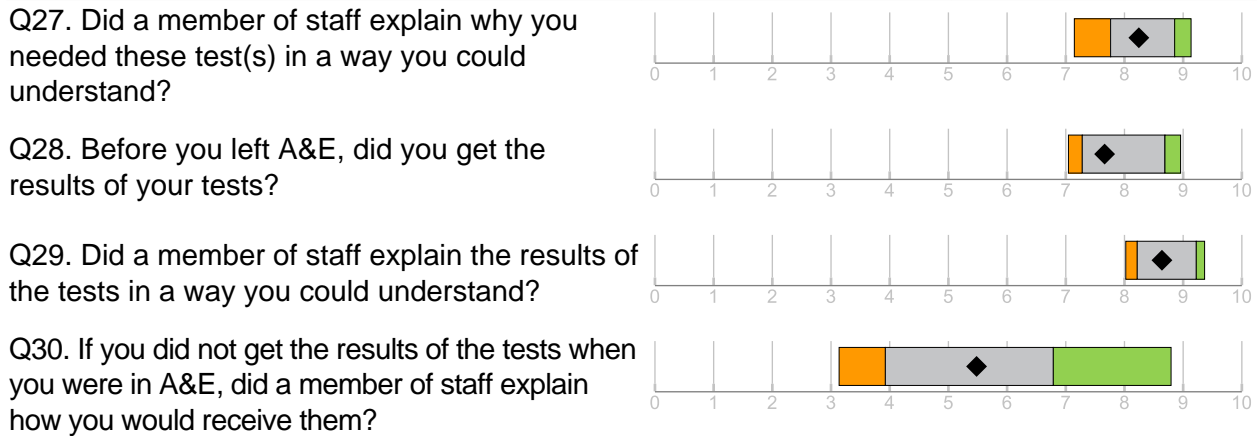 Q27. Did a member of staff explain why you
needed these test(s) in a way you could
understand?
0 1 2 3 4 5 6 7 8 9 10
Q28. Before you left A&E, did you get the
results of your tests?
0 1 2 3 4 5 6 7 8 9 10
Q29. Did a member of staff explain the results of
the tests in a way you could understand?
0 1 2 3 4 5 6 7 8 9 10
Q30. If you did not get the results of the tests when
you were in A&E, did a member of staff explain
how you would receive them?
0 1 2 3 4 5 6 7 8 9 10